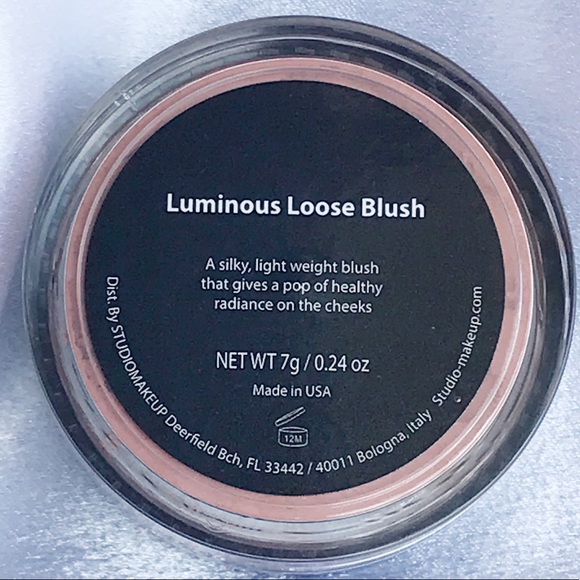 Luminous Loose Blush
A silky, light weight blush
that gives a pop of healthy
radiance on the cheeks
NET WT 7g / 0.24 oz
Made in USA
12M
Dist. By STUDIOMAKEUP Deerfield Bch, FL 33442 / 40011 Bologna, Italy Studio-makeup.com